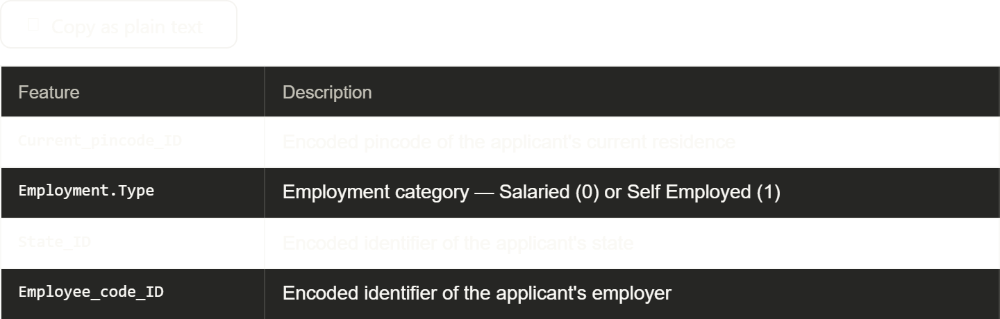 Copy as plain text
Feature Description
Current_pincode_ID Encoded pincode of the applicant's current residence
Employment.Type Employment category — Salaried (0) or Self Employed (1)
State_ID Encoded identifier of the applicant's state
Employee_code_ID Encoded identifier of the applicant's employer